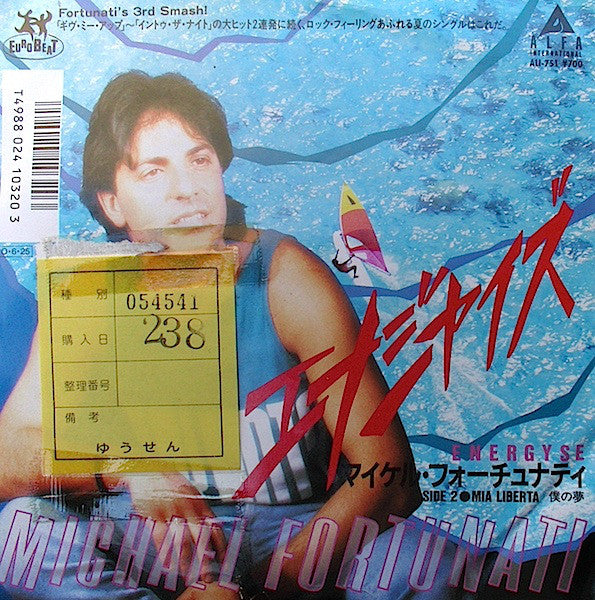 Fortunati's 3rd Smash!
「ギヴ・ミー・アップ」〜「イントゥ・ザ・ナイト」の大ヒット2連発に続く、ロック・フィーリングあふれる夏のシングルはこれだ。
EUROBEAT
ALFA
INTERNATIONAL
ALI-751 ¥700
T4988 024 10320 3
O·6·25
種別 054541
購入日 238
整理番号
備考
ゆうせん
エナジャイズ
ENERGYSE
マイケル・フォーチュナティ
SIDE 2●MIA LIBERTA 僕の夢
MICHAEL FORTUNATI